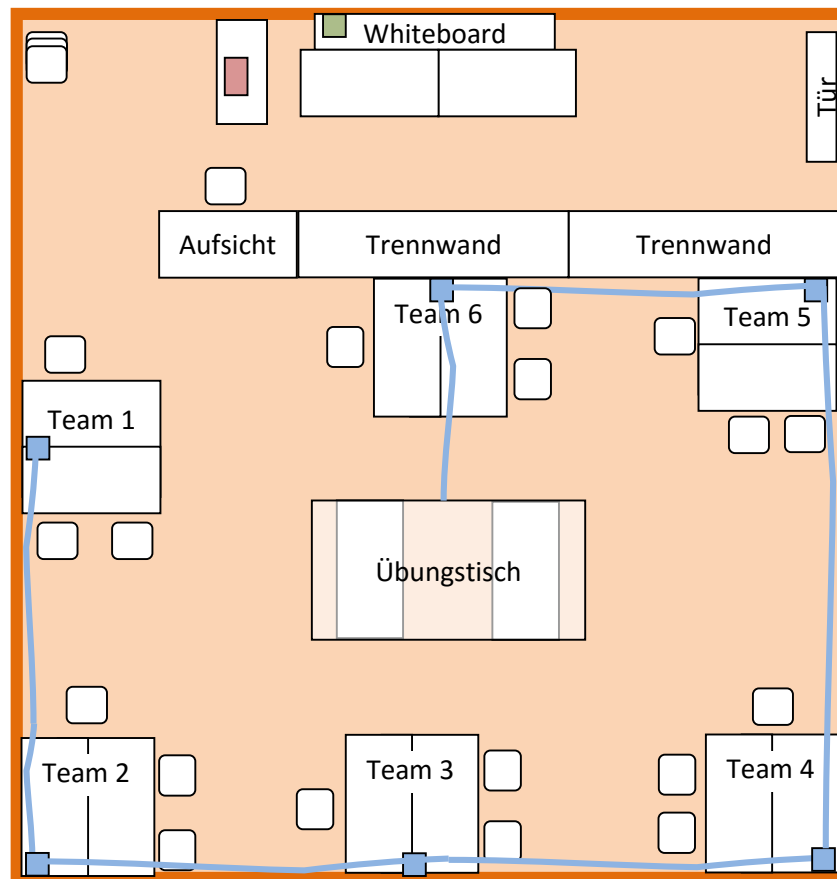 Whiteboard
Tür
Aufsicht
Trennwand
Trennwand
Team 6
Team 5
Team 1
Übungstisch
Team 2
Team 3
Team 4